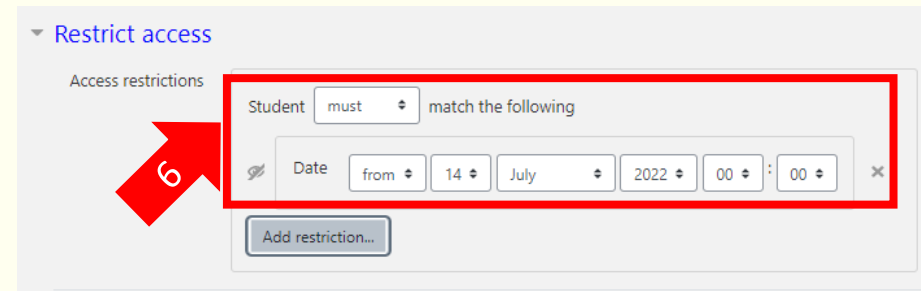 Restrict access
Access restrictions
Student must match the following
Date from 14 July 2022 00 : 00
6
Add restriction...